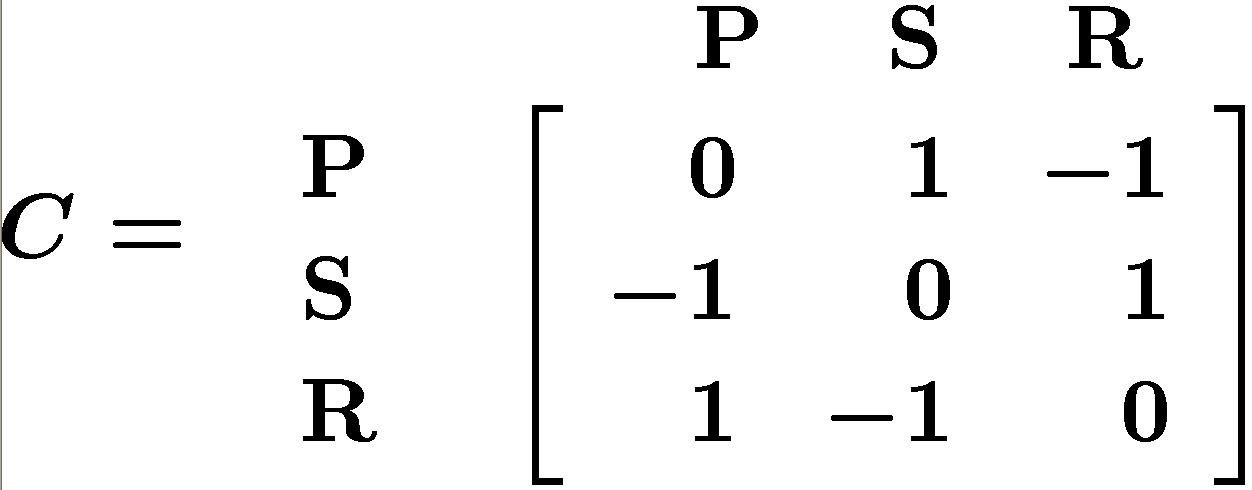 P S R
P 0 1 −1
C =
S −1 0 1
R 1 −1 0